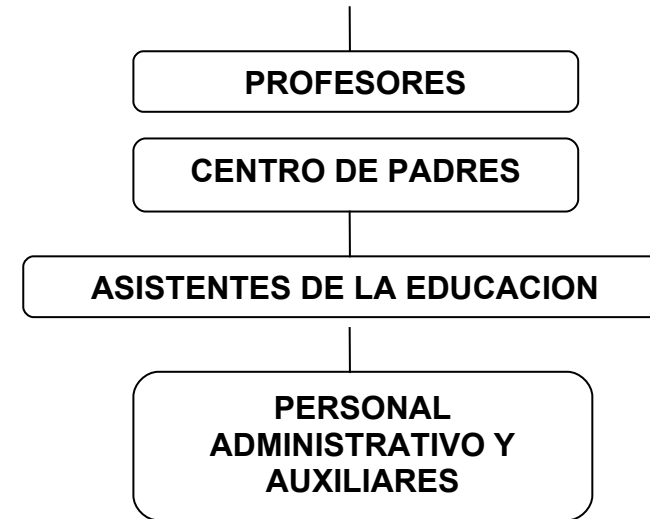 PROFESORES
CENTRO DE PADRES
ASISTENTES DE LA EDUCACION
PERSONAL
ADMINISTRATIVO Y
AUXILIARES